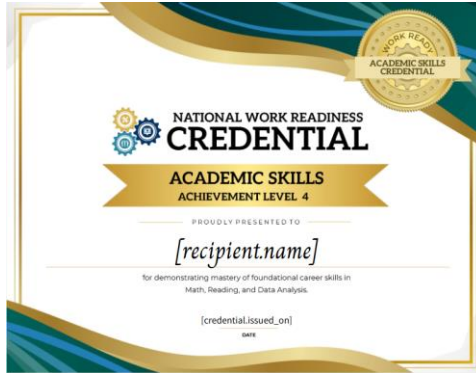 WORK READY
ACADEMIC SKILLS
CREDENTIAL
NATIONAL WORK READINESS
CREDENTIAL
ACADEMIC SKILLS
ACHIEVEMENT LEVEL 4
PROUDLY PRESENTED TO
[recipient.name]
for demonstrating mastery of foundational career skills in
Math, Reading, and Data Analysis.
[credential.issued_on]
DATE